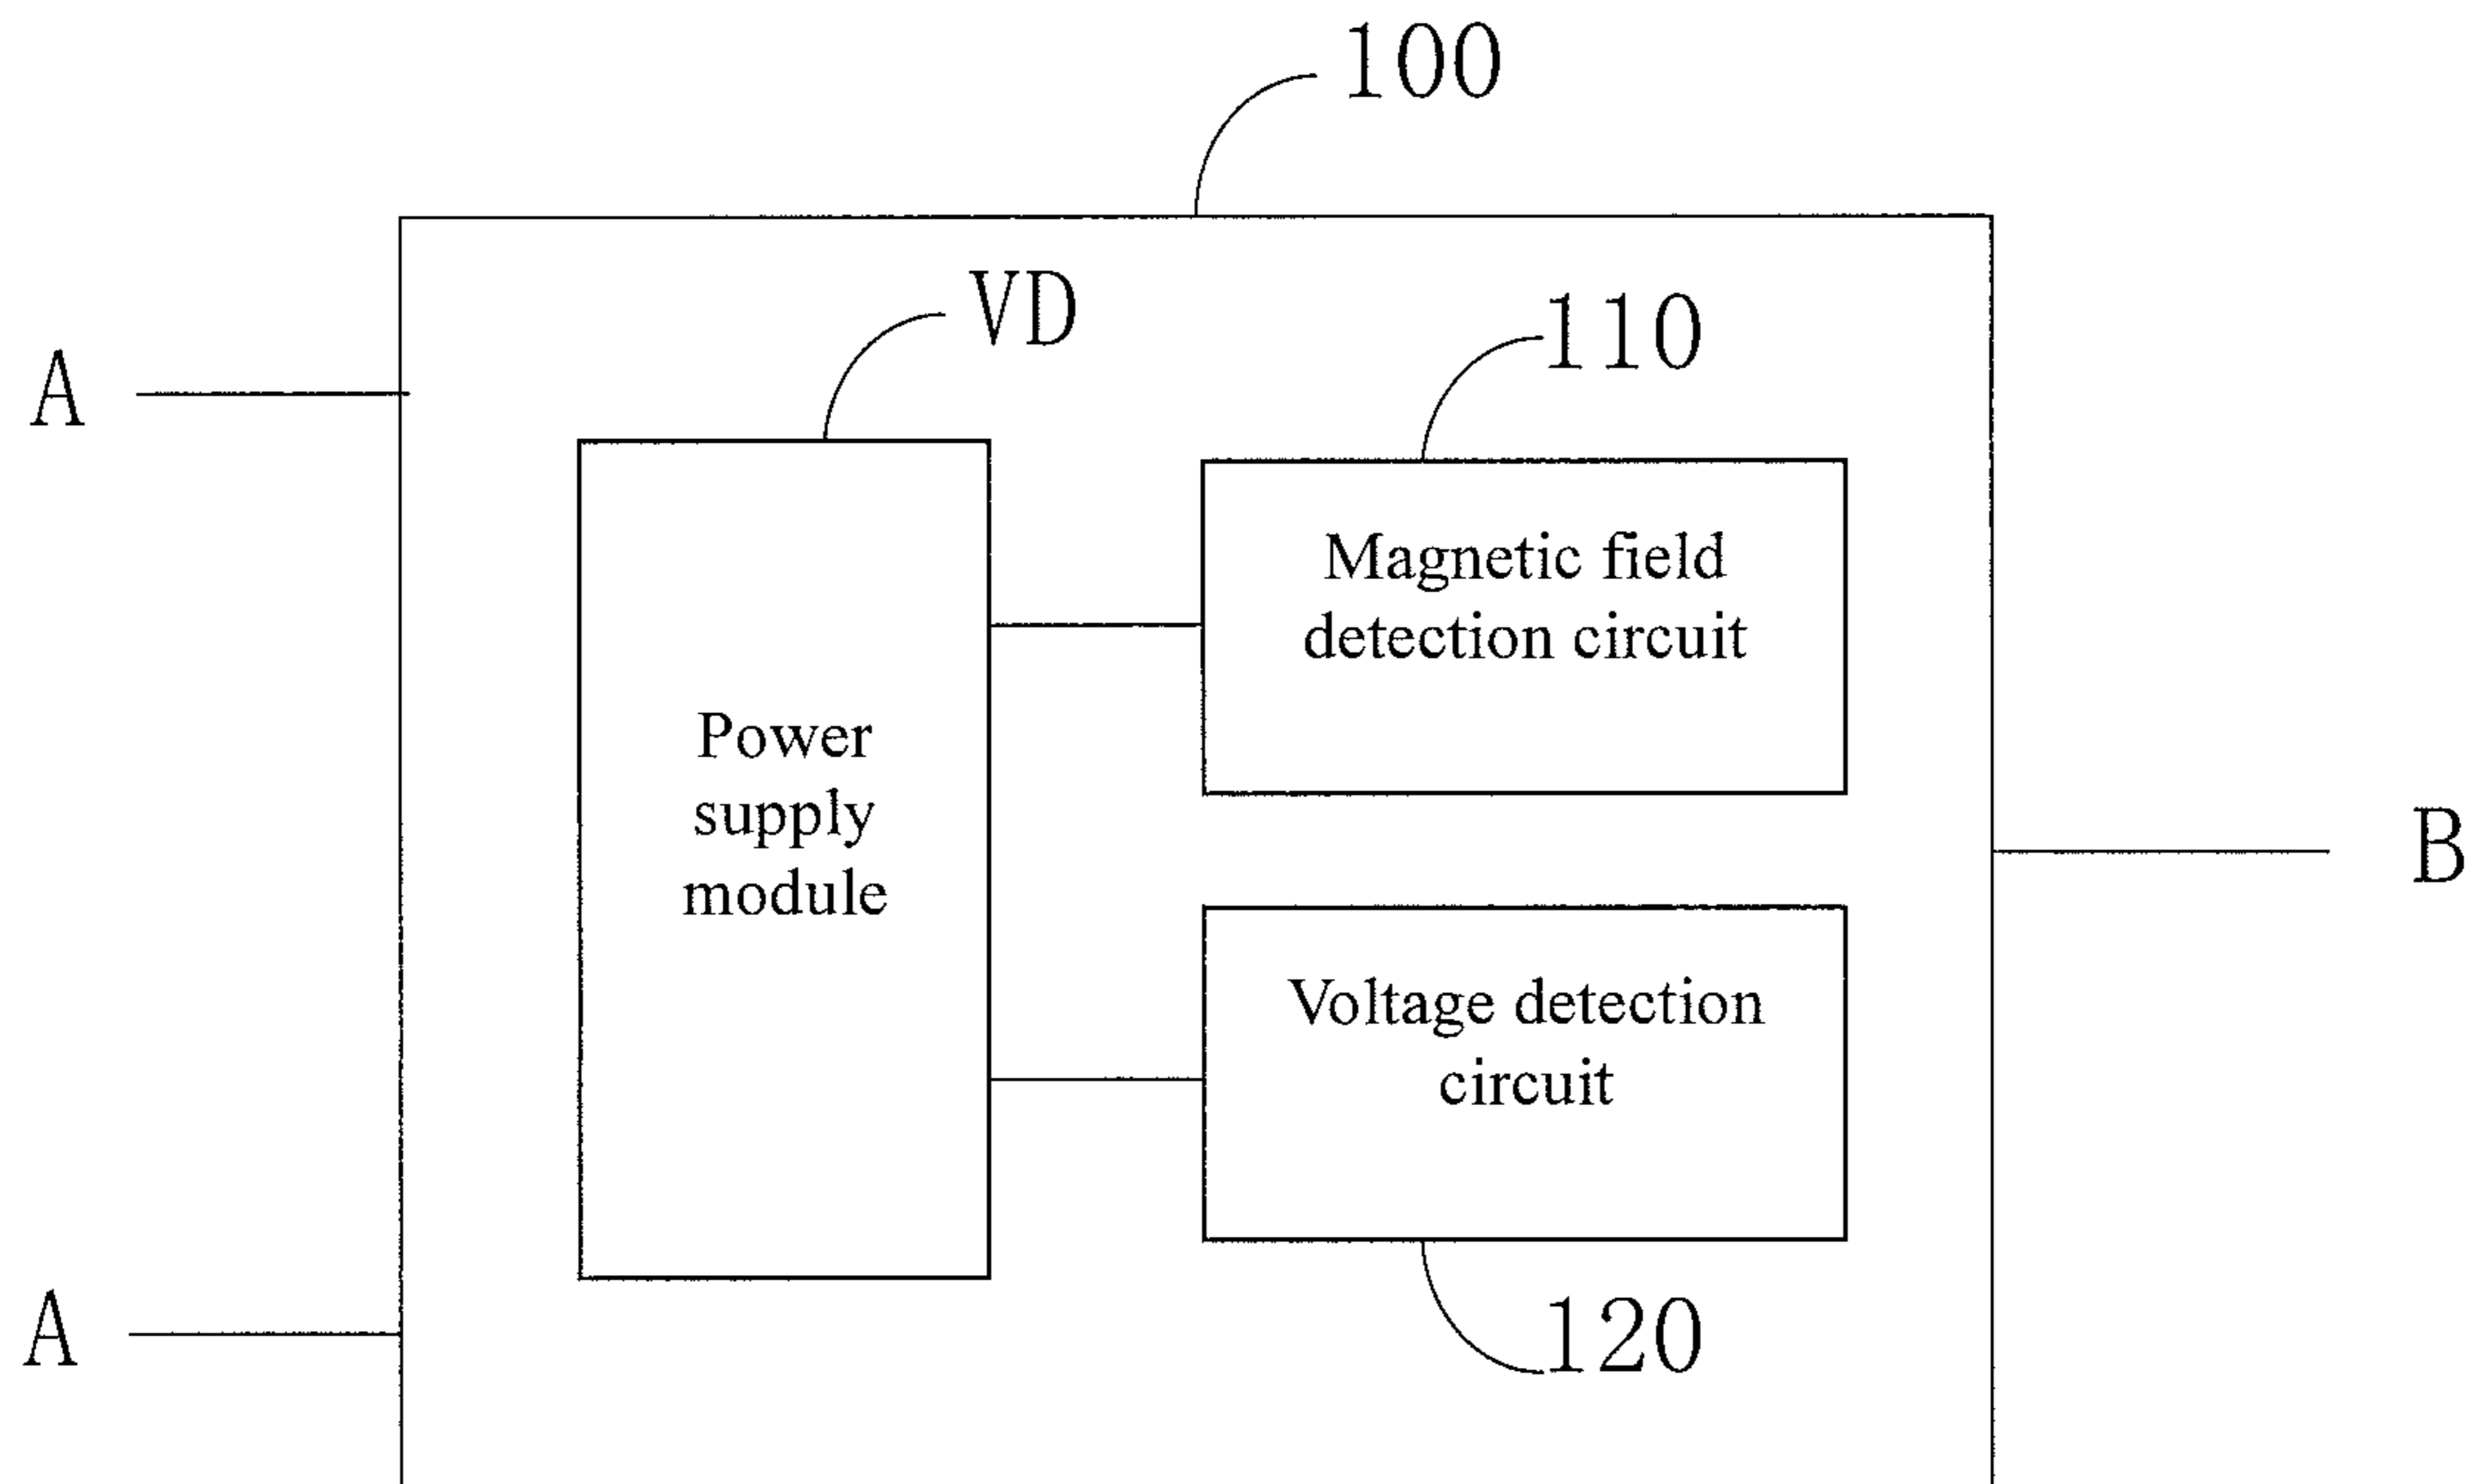 100
VD
110
A
Magnetic field
detection circuit
Power
supply
module
B
Voltage detection
circuit
A
120